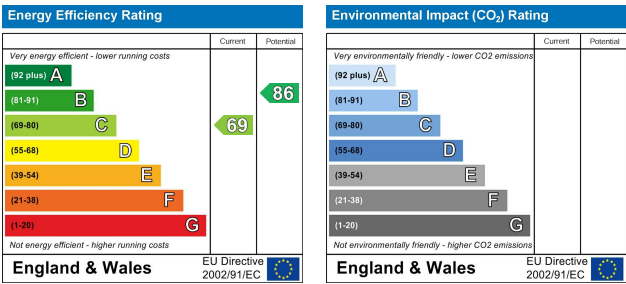 Energy Efficiency Rating
Current Potential
Very energy efficient - lower running costs
(92 plus) A
(81-91) B
86
(69-80) C
69
(55-68) D
(39-54) E
(21-38) F
(1-20) G
Not energy efficient - higher running costs
England & Wales
EU Directive
2002/91/EC
Environmental Impact (CO₂) Rating
Current Potential
Very environmentally friendly - lower CO2 emissions
(92 plus) A
(81-91) B
(69-80) C
(55-68) D
(39-54) E
(21-38) F
(1-20) G
Not environmentally friendly - higher CO2 emissions
England & Wales
EU Directive
2002/91/EC